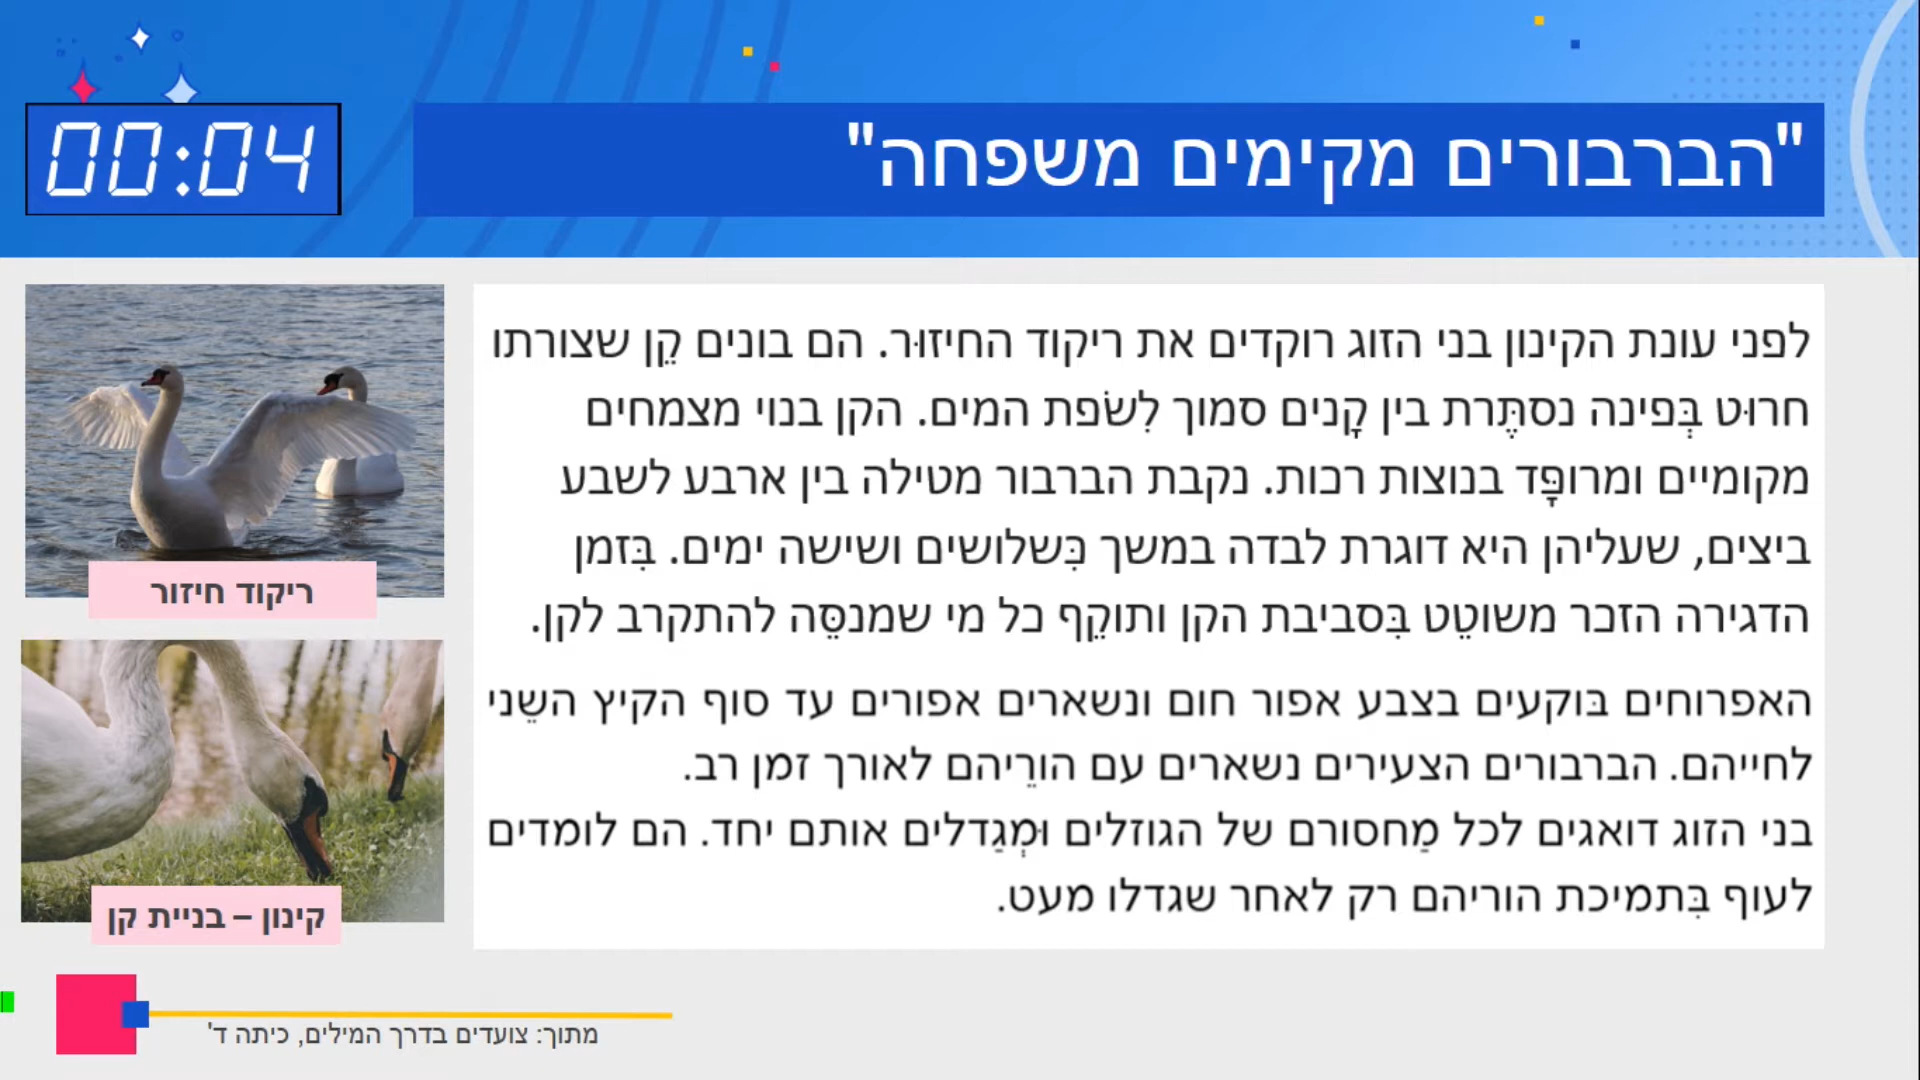 00:04
"הברבורים מקימים משפחה"
לפני עונת הקינון בני הזוג רוקדים את ריקוד החיזוּר. הם בונים קֵן שצורתו
חרוּט בְּפינה נסתֶּרת בין קָנים סמוך לִשֹפת המים. הקן בנוי מצמחים
מקומיים ומרופָּד בנוצות רכות. נקבת הברבור מטילה בין ארבע לשבע
ביצים, שעליהן היא דוגרת לבדה במשך כִּשלושים ושישה ימים. בִּזמן
הדגירה הזכר משוטֵט בִּסביבת הקן ותוקֵף כל מי שמנסֵּה להתקרב לקן.
האפרוחים בּוקעים בצבע אפור חום ונשארים אפורים עד סוף הקיץ השֵני
לחייהם. הברבורים הצעירים נשארים עם הורֵיהם לאורך זמן רב.
בני הזוג דואגים לכל מַחסורם של הגוזלים וּמְגַדלים אותם יחד. הם לומדים
לעוף בִּתמיכת הוריהם רק לאחר שגדלו מעט.
ריקוד חיזור
קינון – בניית קן
מתוך: צועדים בדרך המילים, כיתה ד'